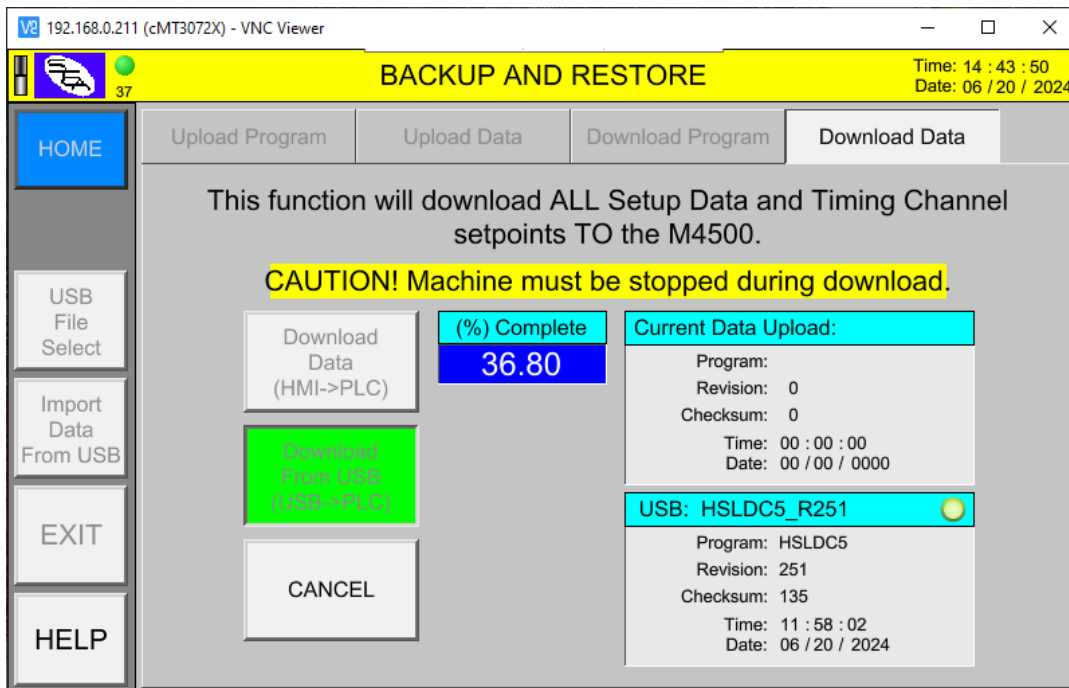 192.168.0.211 (cMT3072X) - VNC Viewer
37
BACKUP AND RESTORE
Time: 14 : 43 : 50
Date: 06 / 20 / 2024
HOME
Upload Program
Upload Data
Download Program
Download Data
This function will download ALL Setup Data and Timing Channel
setpoints TO the M4500.
CAUTION! Machine must be stopped during download.
USB
File
Select
Import
Data
From USB
EXIT
HELP
Download
Data
(HMI->PLC)
Download
From USB
(USB->PLC)
CANCEL
(%) Complete
36.80
Current Data Upload:
Program:
Revision: 0
Checksum: 0
Time: 00 : 00 : 00
Date: 00 / 00 / 0000
USB: HSLDC5_R251
Program: HSLDC5
Revision: 251
Checksum: 135
Time: 11 : 58 : 02
Date: 06 / 20 / 2024